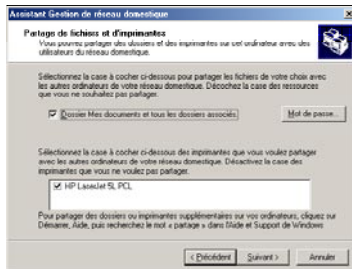 Assistant Gestion de réseau domestique
Partage de fichiers et d'imprimantes
Vous pouvez partager des dossiers et des imprimantes sur cet ordinateur avec des
utilisateurs du réseau domestique.
Sélectionnez la case à cocher ci-dessous pour partager les fichiers de votre choix avec
les autres ordinateurs de votre réseau domestique. Décochez la case des ressources
que vous ne souhaitez pas partager.
Dossier Mes documents et tous les dossiers associés.
Mot de passe...
Sélectionnez la case à cocher ci-dessous des imprimantes que vous voulez partager
avec les autres ordinateurs de votre réseau domestique. Désactivez la case des
imprimantes que vous ne voulez pas partager.
HP LaserJet 5L PCL
Pour partager des dossiers ou imprimantes supplémentaires sur vos ordinateurs, cliquez sur
Démarrer, Aide, puis recherchez le mot « partage » dans l'Aide et Support de Windows
< Précédent
Suivant >
Annuler